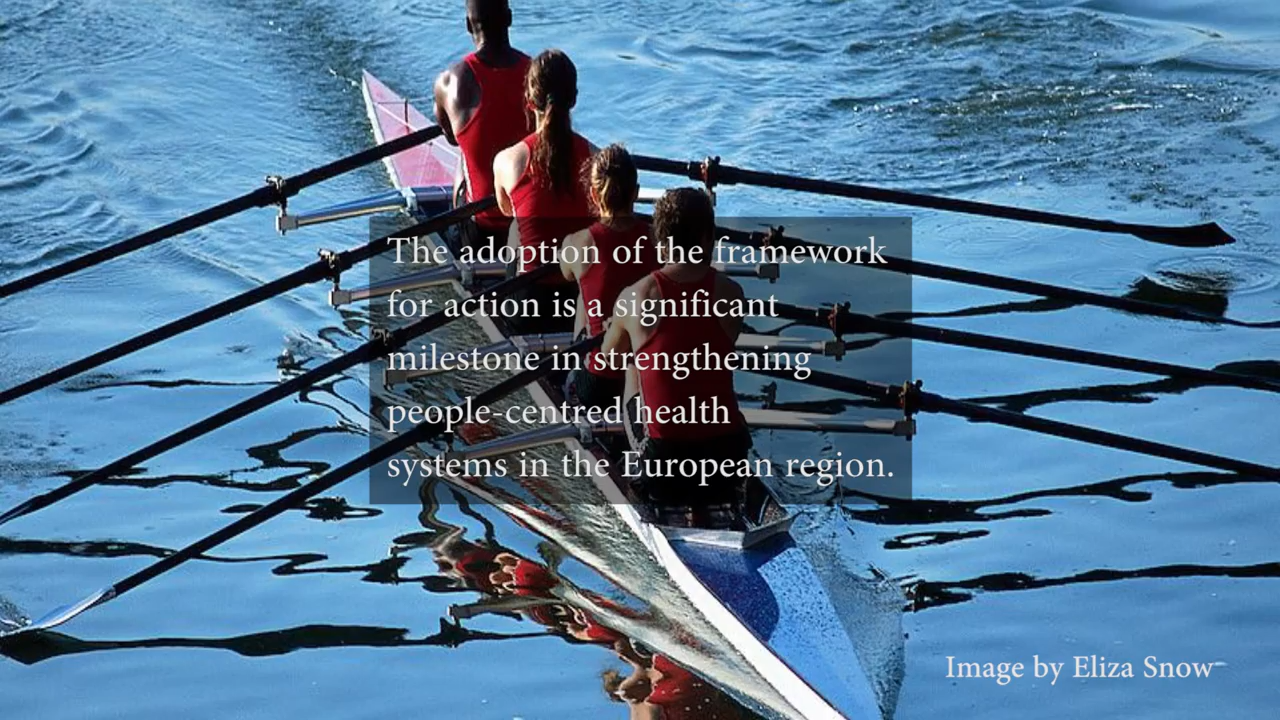 The adoption of the framework
for action is a significant
milestone in strengthening
people-centred health
systems in the European region.
Image by Eliza Snow